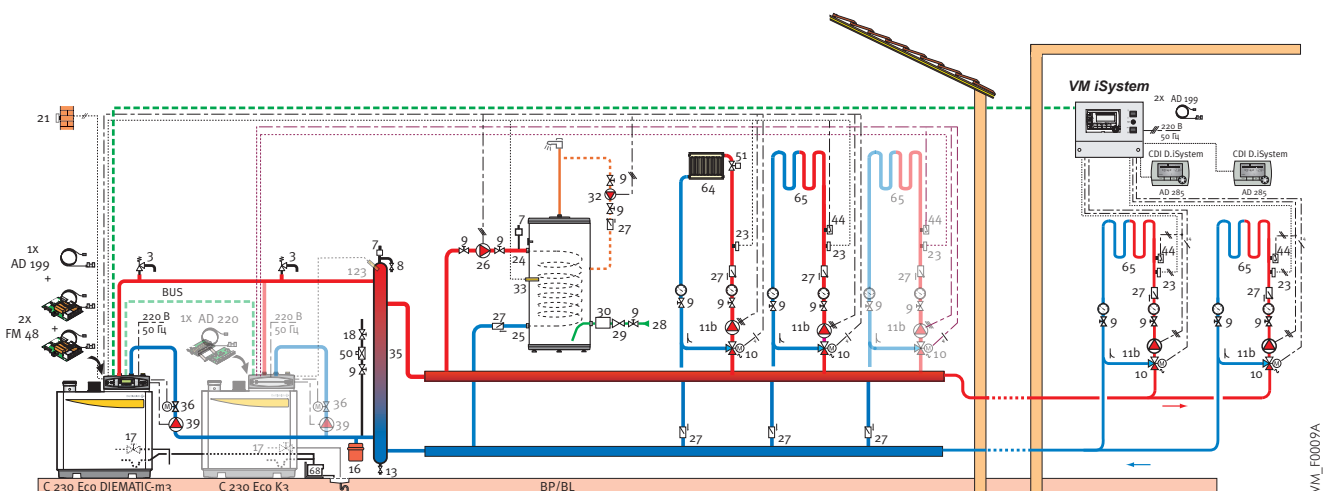 VM iSystem
2x AD 199
220 В
50 Гц
CDI D.iSystem
AD 285
CDI D.iSystem
AD 285
21
1x
AD 199
+
2x
FM 48
+
3
3
BUS
220 В
50 Гц
1x AD 220
220 В
50 Гц
123
7
8
18
50
9
35
36
39
36
39
17
17
68
16
13
9
26
9
7
24
33
27
25
30
29
9
28
32
9
9
27
64
51
65
65
44
44
23
23
27
27
27
9
9
9
9
9
9
11b
11b
10
10
10
27
27
27
65
65
44
44
23
23
27
27
9
9
9
9
11b
11b
10
10
C 230 Eco DIEMATIC-m3
C 230 Eco K3
BP/BL
VM_F0009A